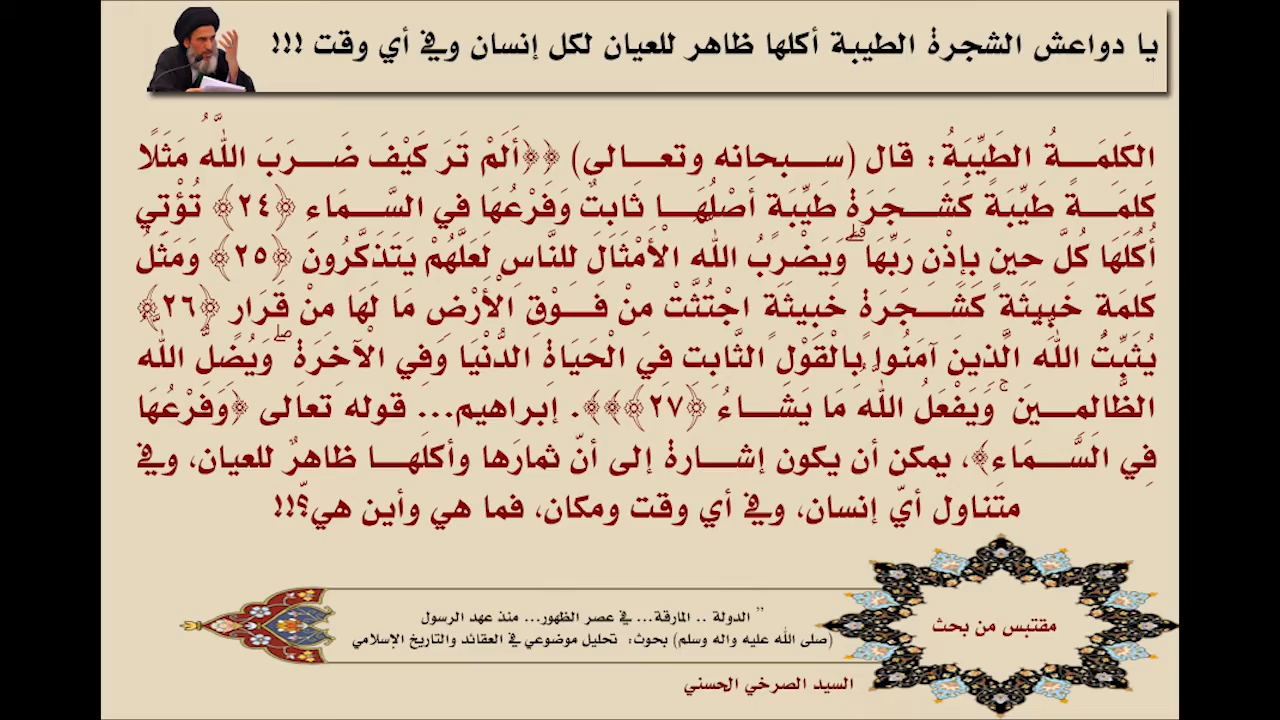 يا دواعش الشجرة الطيبة أكلها ظاهر للعيان لكل إنسان وفي أي وقت !!!
الكَلِمَةُ الطَيِّبَةُ: قال (سبحانه وتعالى) ﴿﴿أَلَمْ تَرَ كَيْفَ ضَرَبَ اللَّهُ مَثَلًا
كَلِمَةً طَيِّبَةً كَشَجَرَةٍ طَيِّبَةٍ أَصْلُهَا ثَابِتٌ وَفَرْعُهَا فِي السَّمَاءِ ﴿٢٤﴾ تُؤْتِي
أُكُلَهَا كُلَّ حِينٍ بِإِذْنِ رَبِّهَا ۗ وَيَضْرِبُ اللَّهُ الْأَمْثَالَ لِلنَّاسِ لَعَلَّهُمْ يَتَذَكَّرُونَ ﴿٢٥﴾ وَمَثَلُ
كَلِمَةٍ خَبِيثَةٍ كَشَجَرَةٍ خَبِيثَةٍ اجْتُثَّتْ مِنْ فَوْقِ الْأَرْضِ مَا لَهَا مِنْ قَرَارٍ ﴿٢٦﴾
يُثَبِّتُ اللَّهُ الَّذِينَ آمَنُوا بِالْقَوْلِ الثَّابِتِ فِي الْحَيَاةِ الدُّنْيَا وَفِي الْآخِرَةِ ۖ وَيُضِلُّ اللَّهُ
الظَّالِمِينَ ۚ وَيَفْعَلُ اللَّهُ مَا يَشَاءُ ﴿٢٧﴾﴾﴾. إبراهيم... قوله تعالى ﴿وَفَرْعُهَا
فِي السَّمَاءِ﴾، يمكن أن يكون إشارة إلى أنّ ثمارَها وأكلَها ظاهرٌ للعيان، وفي
متناول أيّ إنسان، وفي أي وقت ومكان، فما هي وأين هي؟!!
" الدولة .. المارقة... في عصر الظهور... منذ عهد الرسول
(صلى الله عليه واله وسلم) بحوث: تحليل موضوعي في العقائد والتاريخ الإسلامي
مقتبس من بحث
السيد الصرخي الحسني